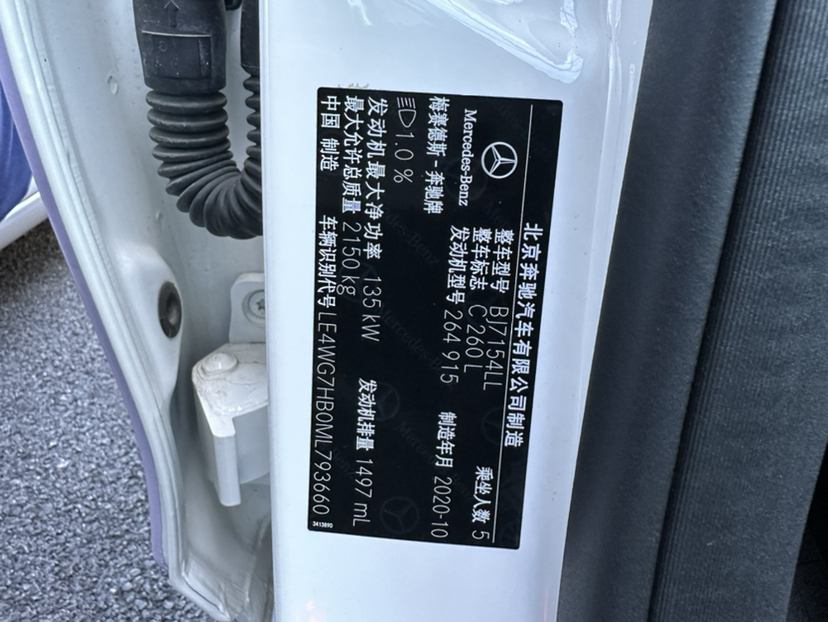 北京奔驰汽车有限公司制造
整车型号 BJ7154LL 乘坐人数 5
Mercedes-Benz 整车标志 C 260 L
梅赛德斯-奔驰牌 发动机型号 264 915 制造年月 2020-10
1.0 %
发动机最大净功率 135 kW 发动机排量 1497 mL
最大允许总质量 2150 kg
中国 制造 车辆识别代号 LE4WG7HB0ML793660
3413890